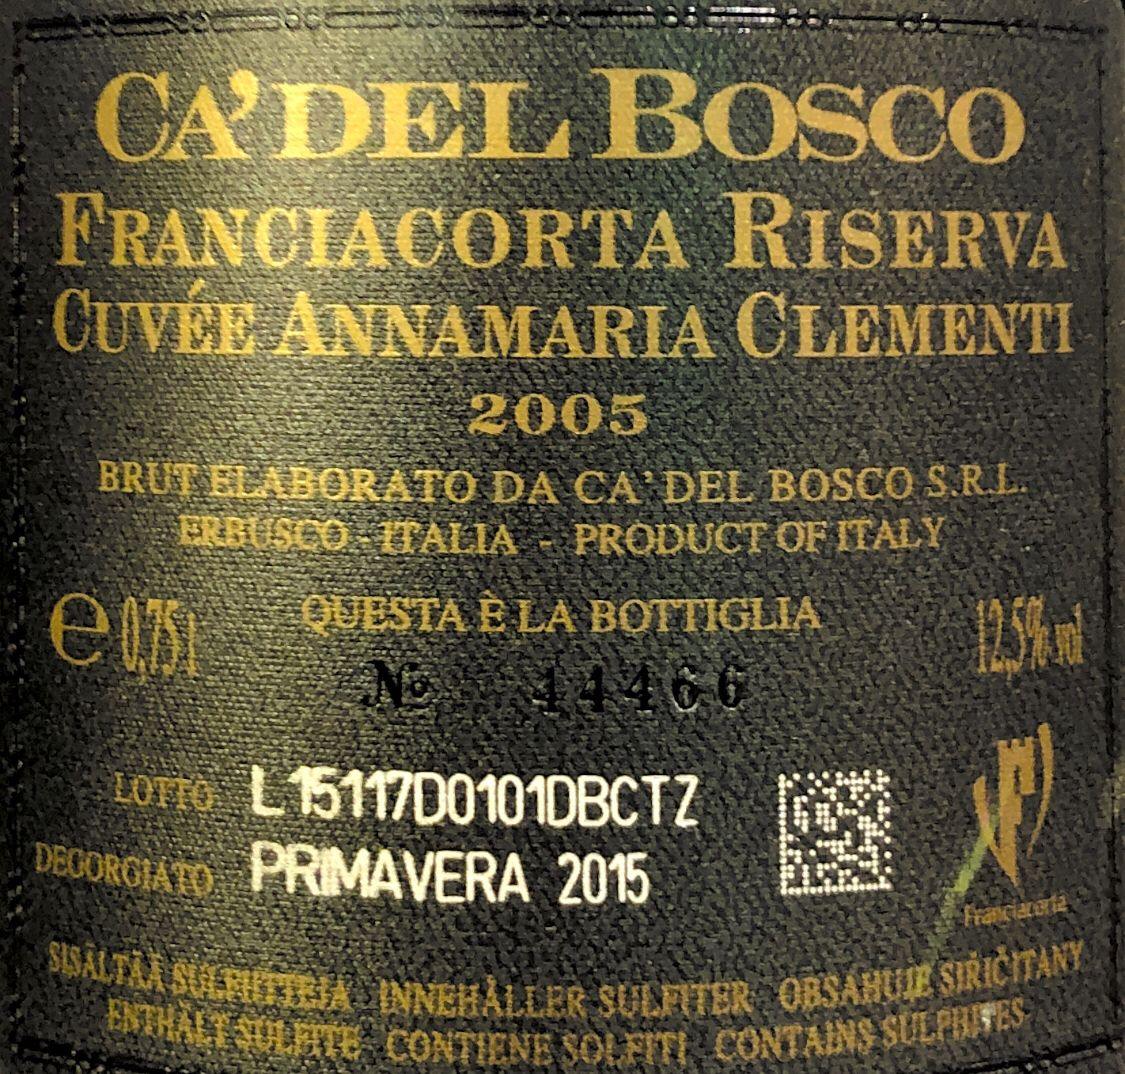 CA' DEL BOSCO
FRANCIACORTA RISERVA
CUVÉE ANNAMARIA CLEMENTI
2005
BRUT ELABORATO DA CA' DEL BOSCO S.R.L.
ERBUSCO - ITALIA - PRODUCT OF ITALY
e 0,75 l QUESTA È LA BOTTIGLIA 12,5% vol
No 44466
LOTTO L 15117D0101DBCTZ
DEGORGIATO PRIMAVERA 2015
Franciacorta
SISÄLTÄÄ SULFIITTEJA INNEHÅLLER SULFITER OBSAHUJE SIŘIČITANY
ENTHÄLT SULFITE CONTIENE SOLFITI CONTAINS SULPHITES